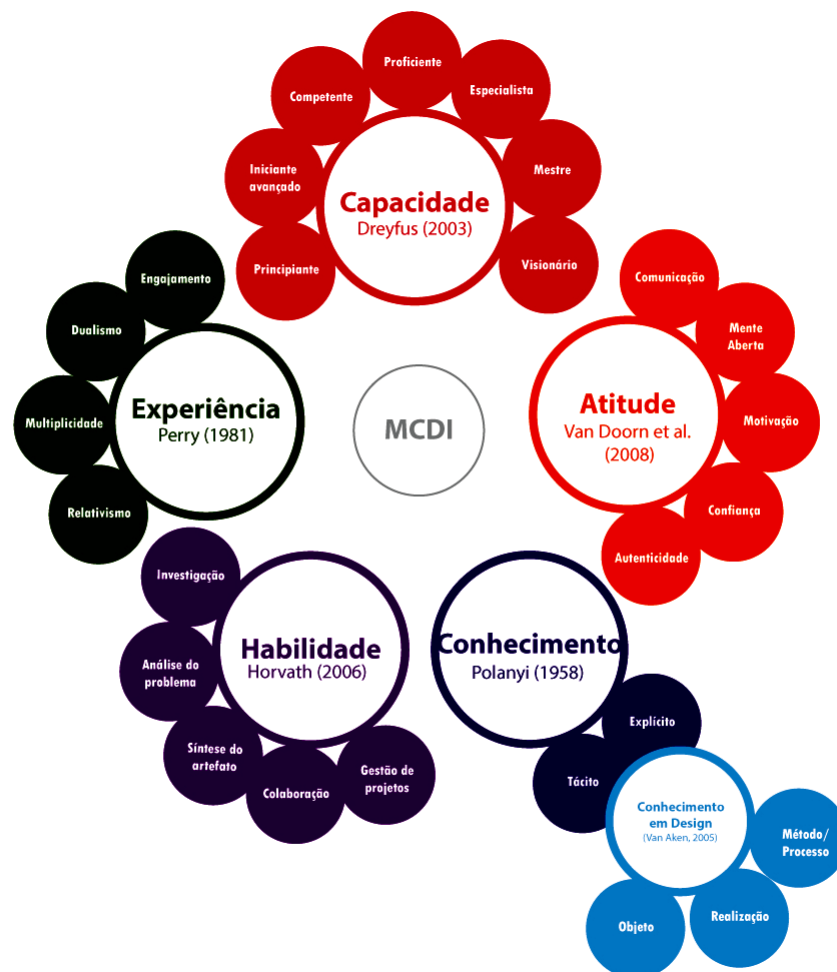 Proficiente
Competente
Especialista
Iniciante
avançado
Mestre
Principiante
Visionário
Capacidade
Dreyfus (2003)
Engajamento
Dualismo
Multiplicidade
Relativismo
Experiência
Perry (1981)
MCDI
Comunicação
Mente
Aberta
Motivação
Confiança
Autenticidade
Atitude
Van Doorn et al.
(2008)
Investigação
Análise do
problema
Síntese do
artefato
Colaboração
Gestão de
projetos
Habilidade
Horvath (2006)
Conhecimento
Polanyi (1958)
Explícito
Tácito
Conhecimento
em Design
(Van Aken, 2005)
Método/
Processo
Realização
Objeto